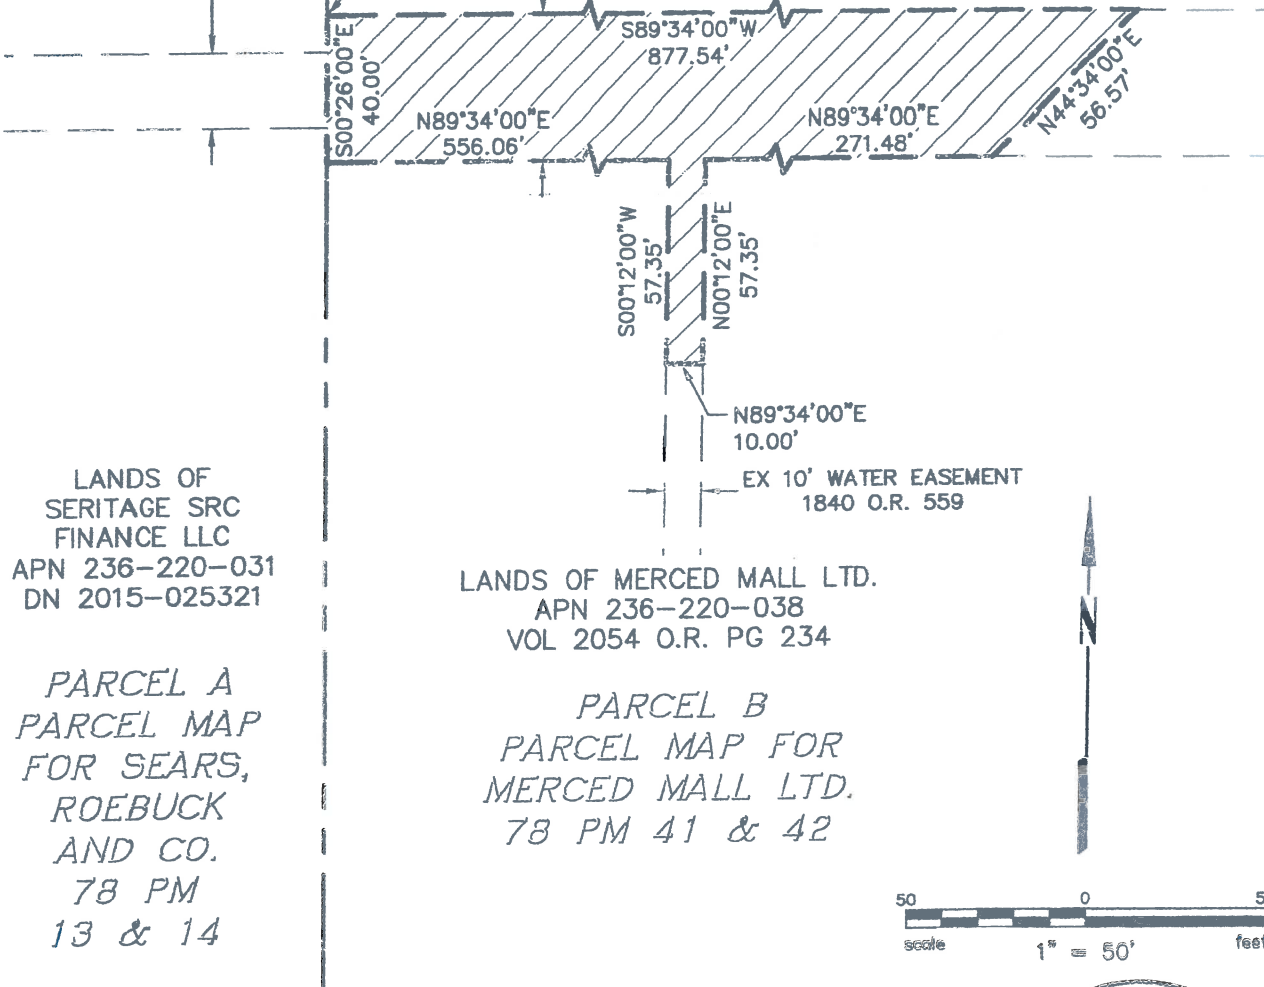 S89°34'00"W
877.54'
S00°26'00"E
40.00'
N89°34'00"E
556.06'
N89°34'00"E
271.48'
N44°34'00"E
56.57'
S00°12'00"W
57.35'
N00°12'00"E
57.35'
N89°34'00"E
10.00'
EX 10' WATER EASEMENT
1840 O.R. 559
LANDS OF
SERITAGE SRC
FINANCE LLC
APN 236-220-031
DN 2015-025321
LANDS OF MERCED MALL LTD.
APN 236-220-038
VOL 2054 O.R. PG 234
N
PARCEL A
PARCEL MAP
FOR SEARS,
ROEBUCK
AND CO.
78 PM
13 & 14
PARCEL B
PARCEL MAP FOR
MERCED MALL LTD.
78 PM 41 & 42
50 0 5
scale 1" = 50' feet